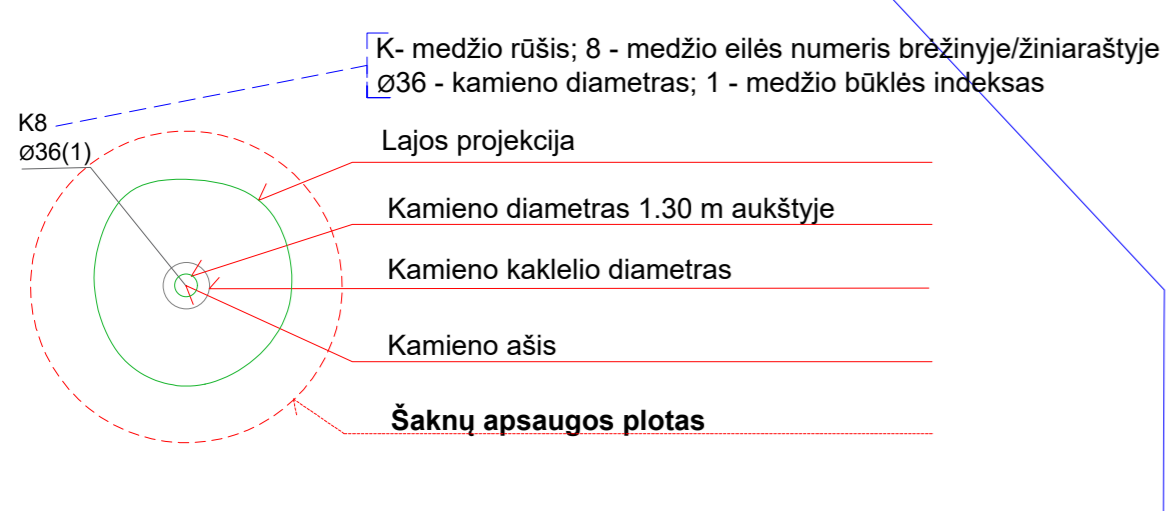 K- medžio rūšis; 8 - medžio eilės numeris brėžinyje/žiniaraštyje
Ø36 - kamieno diametras; 1 - medžio būklės indeksas
K8
Ø36(1)
Lajos projekcija
Kamieno diametras 1.30 m aukštyje
Kamieno kaklelio diametras
Kamieno ašis
Šaknų apsaugos plotas